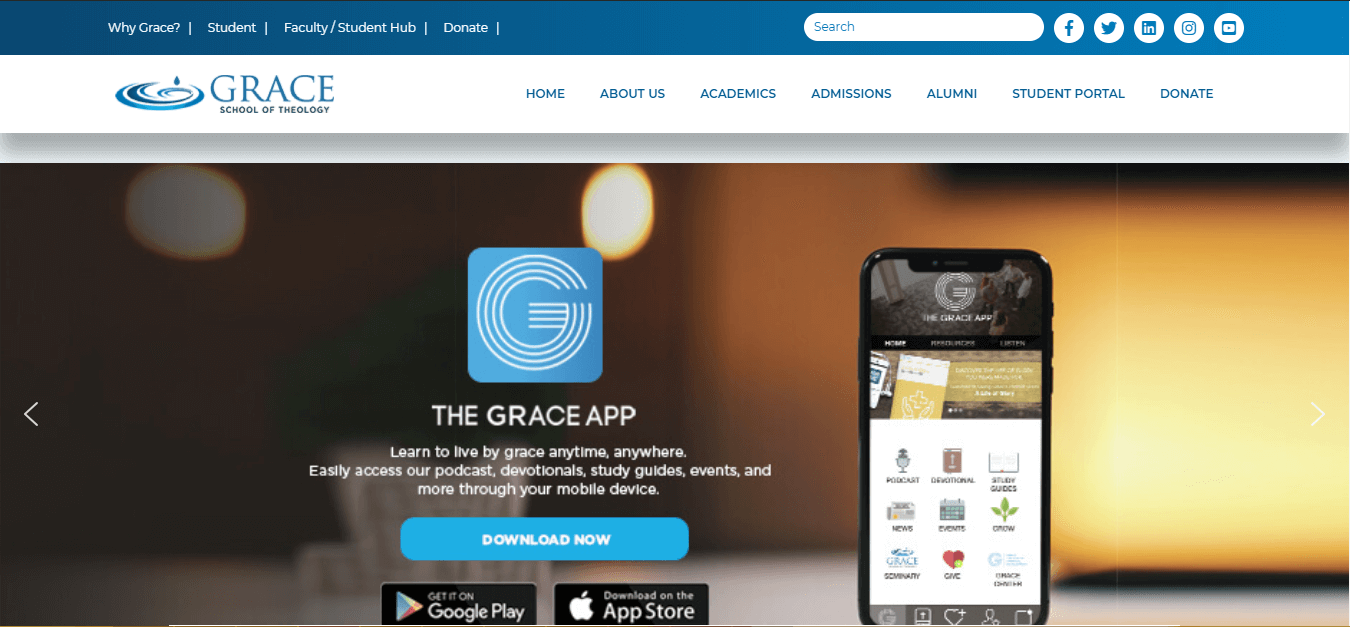 Why Grace? |
Student |
Faculty / Student Hub |
Donate |
Search
GRACE
SCHOOL OF THEOLOGY
HOME
ABOUT US
ACADEMICS
ADMISSIONS
ALUMNI
STUDENT PORTAL
DONATE
THE GRACE APP
Learn to live by grace anytime, anywhere.
Easily access our podcast, devotionals, study guides, events, and
more through your mobile device.
DOWNLOAD NOW
GET IT ON
Google Play
Download on the
App Store
THE GRACE APP
HOME RESOURCES LISTEN
PODCAST
DEVOTIONAL
STUDY
GUIDES
NEWS
EVENTS
GROW
GRACE
SEMINARY
GIVE
GRACE
CENTER